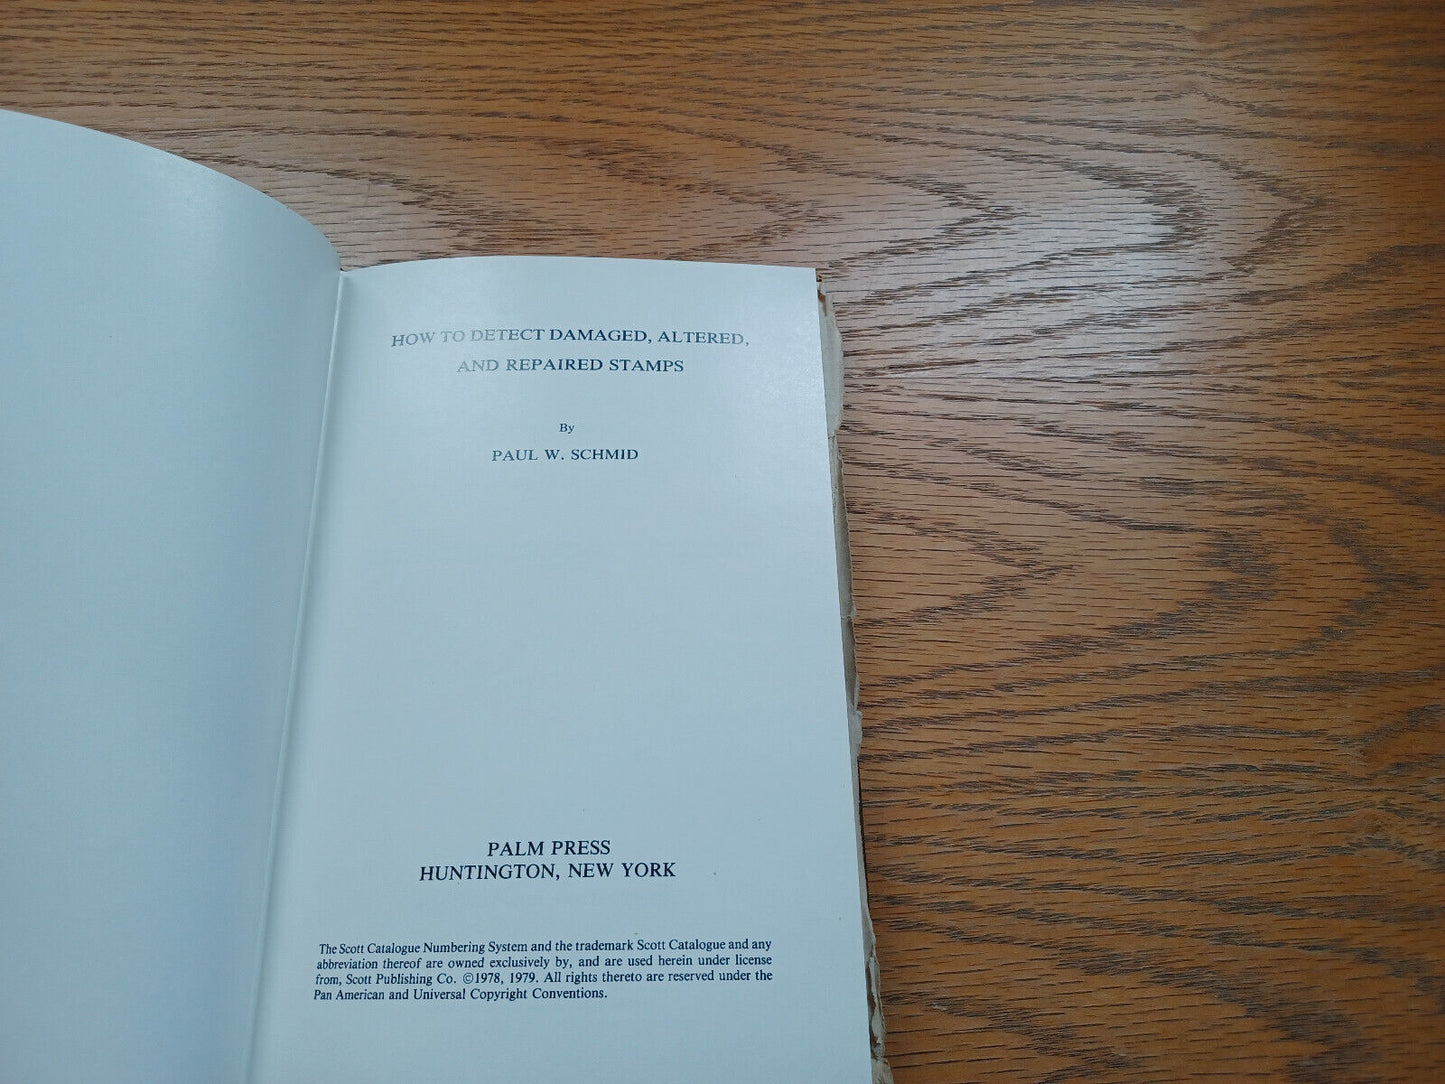 HOW TO DETECT DAMAGED, ALTERED,
AND REPAIRED STAMPS
By
PAUL W. SCHMID
PALM PRESS
HUNTINGTON, NEW YORK
The Scott Catalogue Numbering System and the trademark Scott Catalogue and any
abbreviation thereof are owned exclusively by, and are used herein under license
from, Scott Publishing Co. ©1978, 1979. All rights thereto are reserved under the
Pan American and Universal Copyright Conventions.